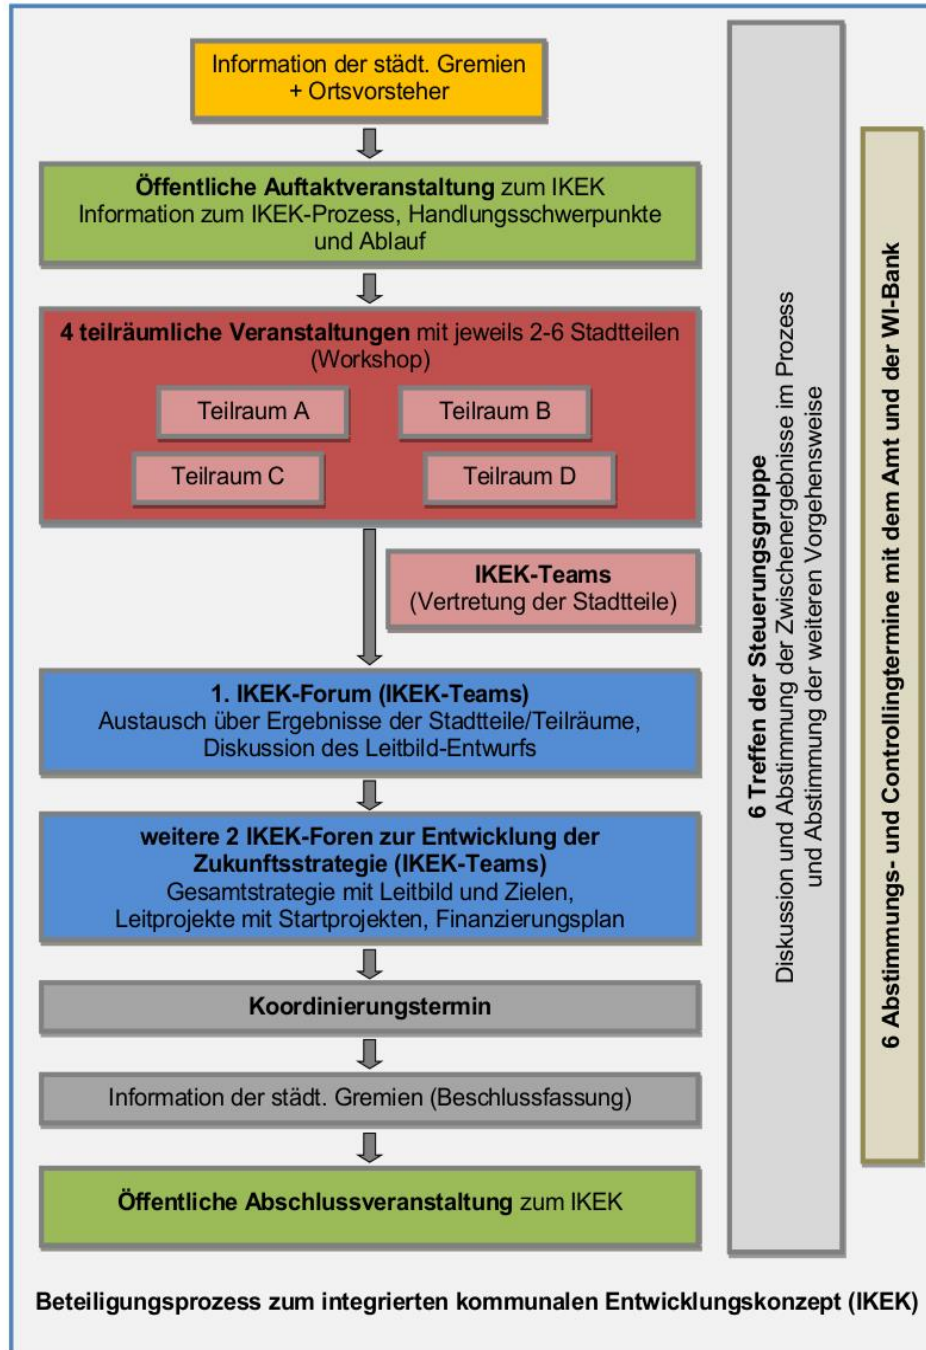 Information der städt. Gremien
+ Ortsvorsteher
Öffentliche Auftaktveranstaltung zum IKEK
Information zum IKEK-Prozess, Handlungsschwerpunkte
und Ablauf
4 teilräumliche Veranstaltungen mit jeweils 2-6 Stadtteilen
(Workshop)
Teilraum A
Teilraum B
Teilraum C
Teilraum D
IKEK-Teams
(Vertretung der Stadtteile)
1. IKEK-Forum (IKEK-Teams)
Austausch über Ergebnisse der Stadtteile/Teilräume,
Diskussion des Leitbild-Entwurfs
weitere 2 IKEK-Foren zur Entwicklung der
Zukunftsstrategie (IKEK-Teams)
Gesamtstrategie mit Leitbild und Zielen,
Leitprojekte mit Startprojekten, Finanzierungsplan
Koordinierungstermin
Information der städt. Gremien (Beschlussfassung)
Öffentliche Abschlussveranstaltung zum IKEK
6 Treffen der Steuerungsgruppe
Diskussion und Abstimmung der Zwischenergebnisse im Prozess
und Abstimmung der weiteren Vorgehensweise
6 Abstimmungs- und Controllingtermine mit dem Amt und der WI-Bank
Beteiligungsprozess zum integrierten kommunalen Entwicklungskonzept (IKEK)